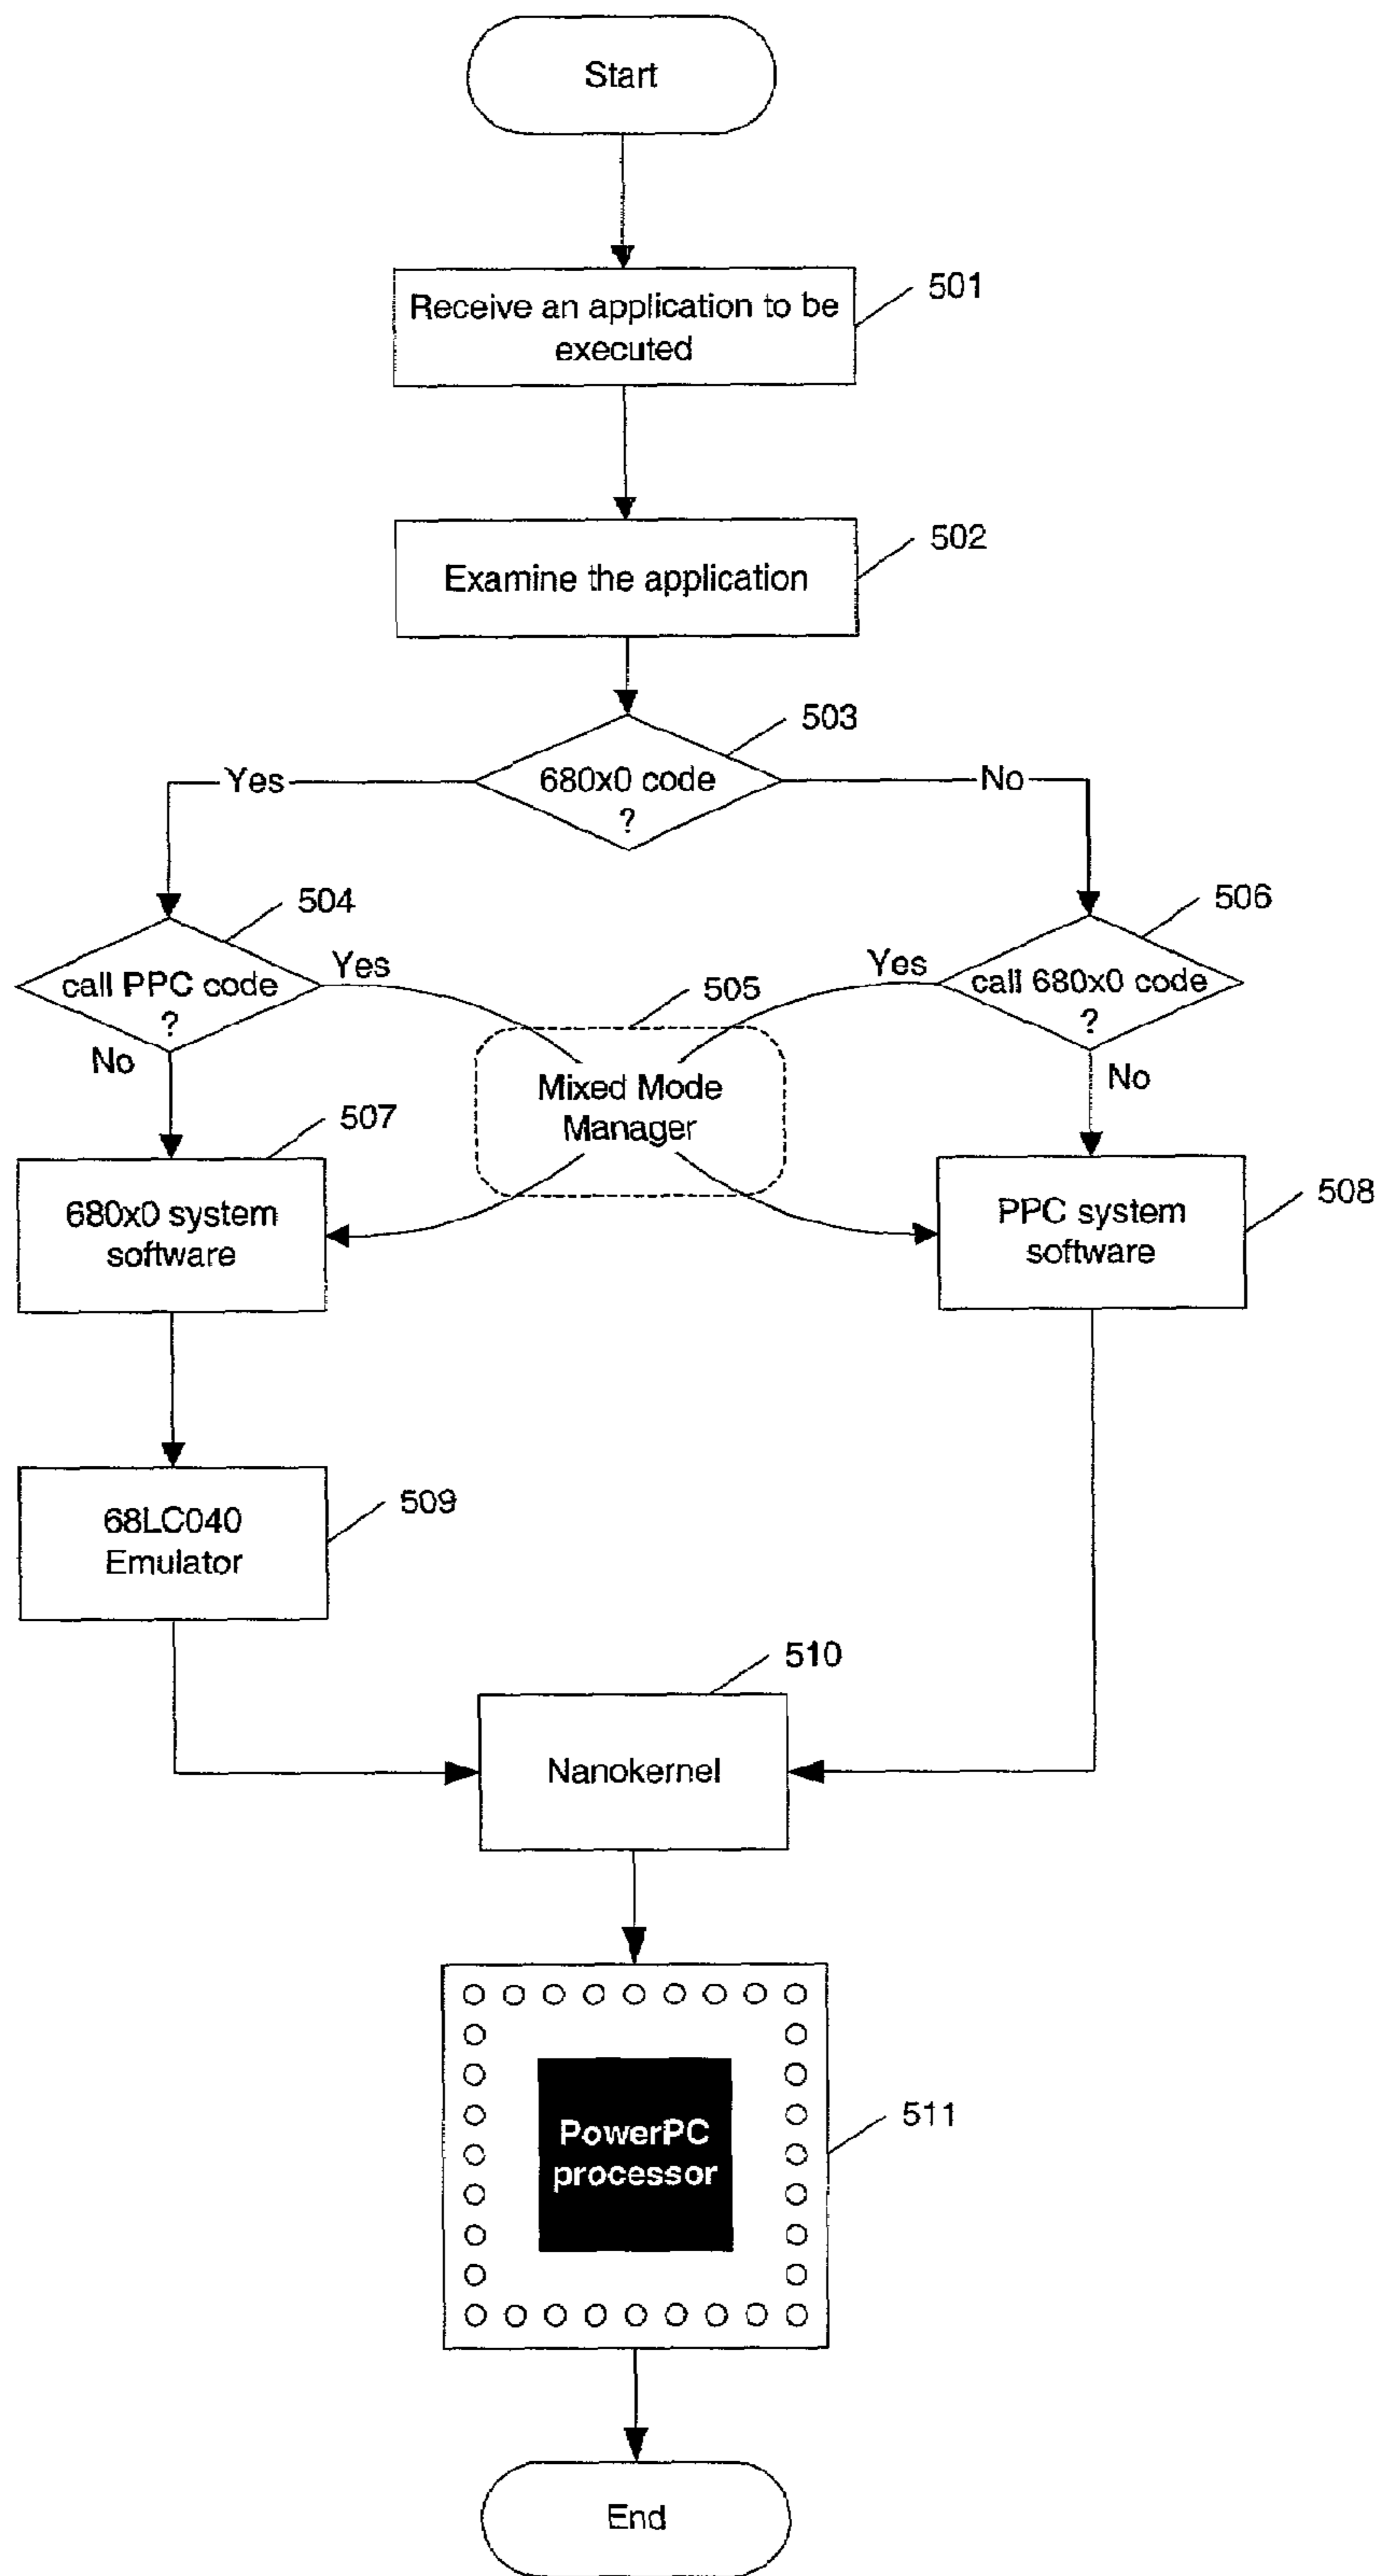 Start
Receive an application to be
executed
501
Examine the application
502
680x0 code
?
503
Yes
No
call PPC code
?
504
Yes
No
505
Mixed Mode
Manager
call 680x0 code
?
506
Yes
No
680x0 system
software
507
PPC system
software
508
68LC040
Emulator
509
Nanokernel
510
PowerPC
processor
511
End